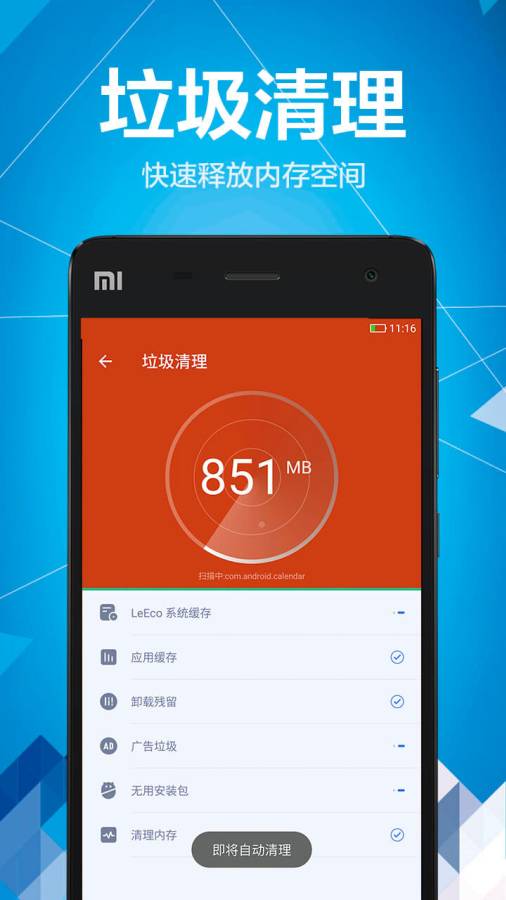 垃圾清理
快速释放内存空间
MI
11:16
垃圾清理
851 MB
扫描中:com.android.calendar
LeEco 系统缓存
应用缓存
卸载残留
AD 广告垃圾
无用安装包
清理内存
即将自动清理